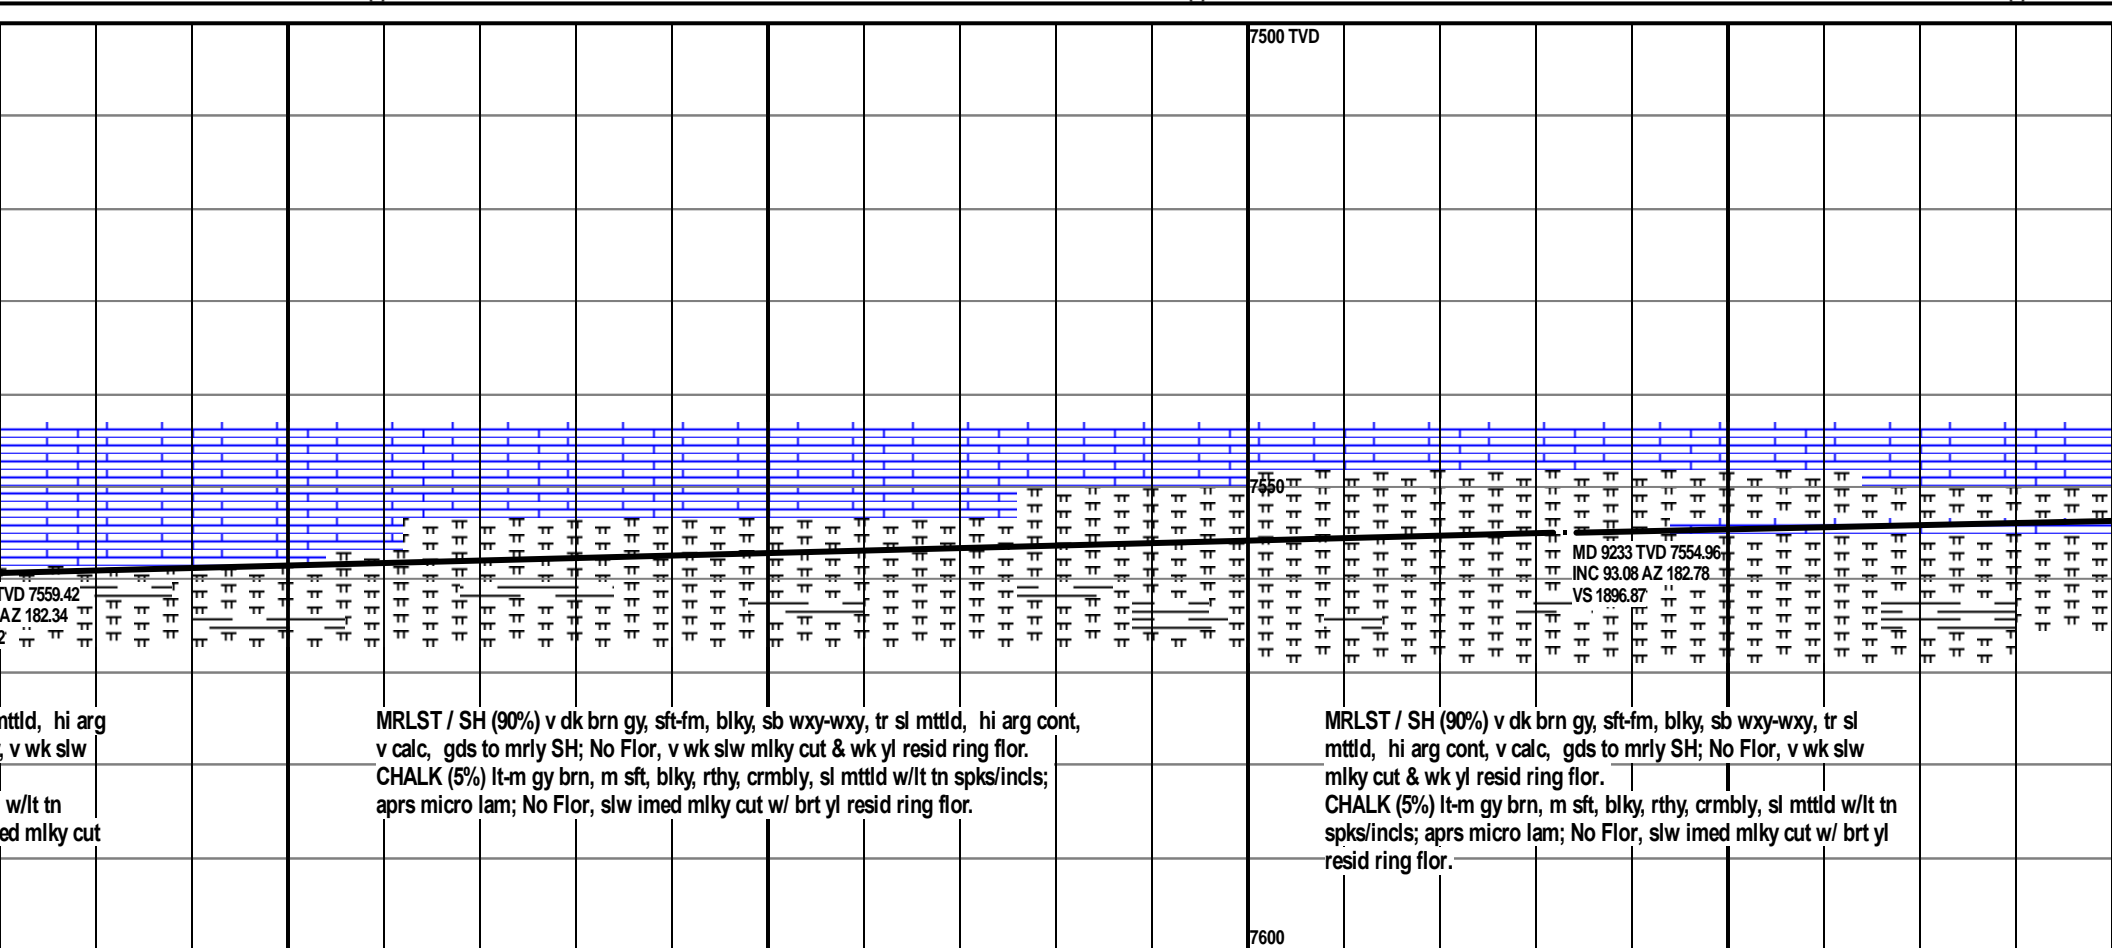 7500 TVD
7550
TVD 7559.42
AZ 182.34
MD 9233 TVD 7554.96
INC 93.08 AZ 182.78
VS 1896.87
mttld, hi arg
v wk slw
w/lt tn
mlky cut
MRLST / SH (90%) v dk brn gy, sft-fm, blky, sb wxy-wxy, tr sl mttld, hi arg cont,
v calc, gds to mrly SH; No Flor, v wk slw mlky cut & wk yl resid ring flor.
CHALK (5%) lt-m gy brn, m sft, blky, rthy, crmbly, sl mttld w/lt tn spks/incls;
aprs micro lam; No Flor, slw imed mlky cut w/ brt yl resid ring flor.
MRLST / SH (90%) v dk brn gy, sft-fm, blky, sb wxy-wxy, tr sl
mttld, hi arg cont, v calc, gds to mrly SH; No Flor, v wk slw
mlky cut & wk yl resid ring flor.
CHALK (5%) lt-m gy brn, m sft, blky, rthy, crmbly, sl mttld w/lt tn
spks/incls; aprs micro lam; No Flor, slw imed mlky cut w/ brt yl
resid ring flor.
7600